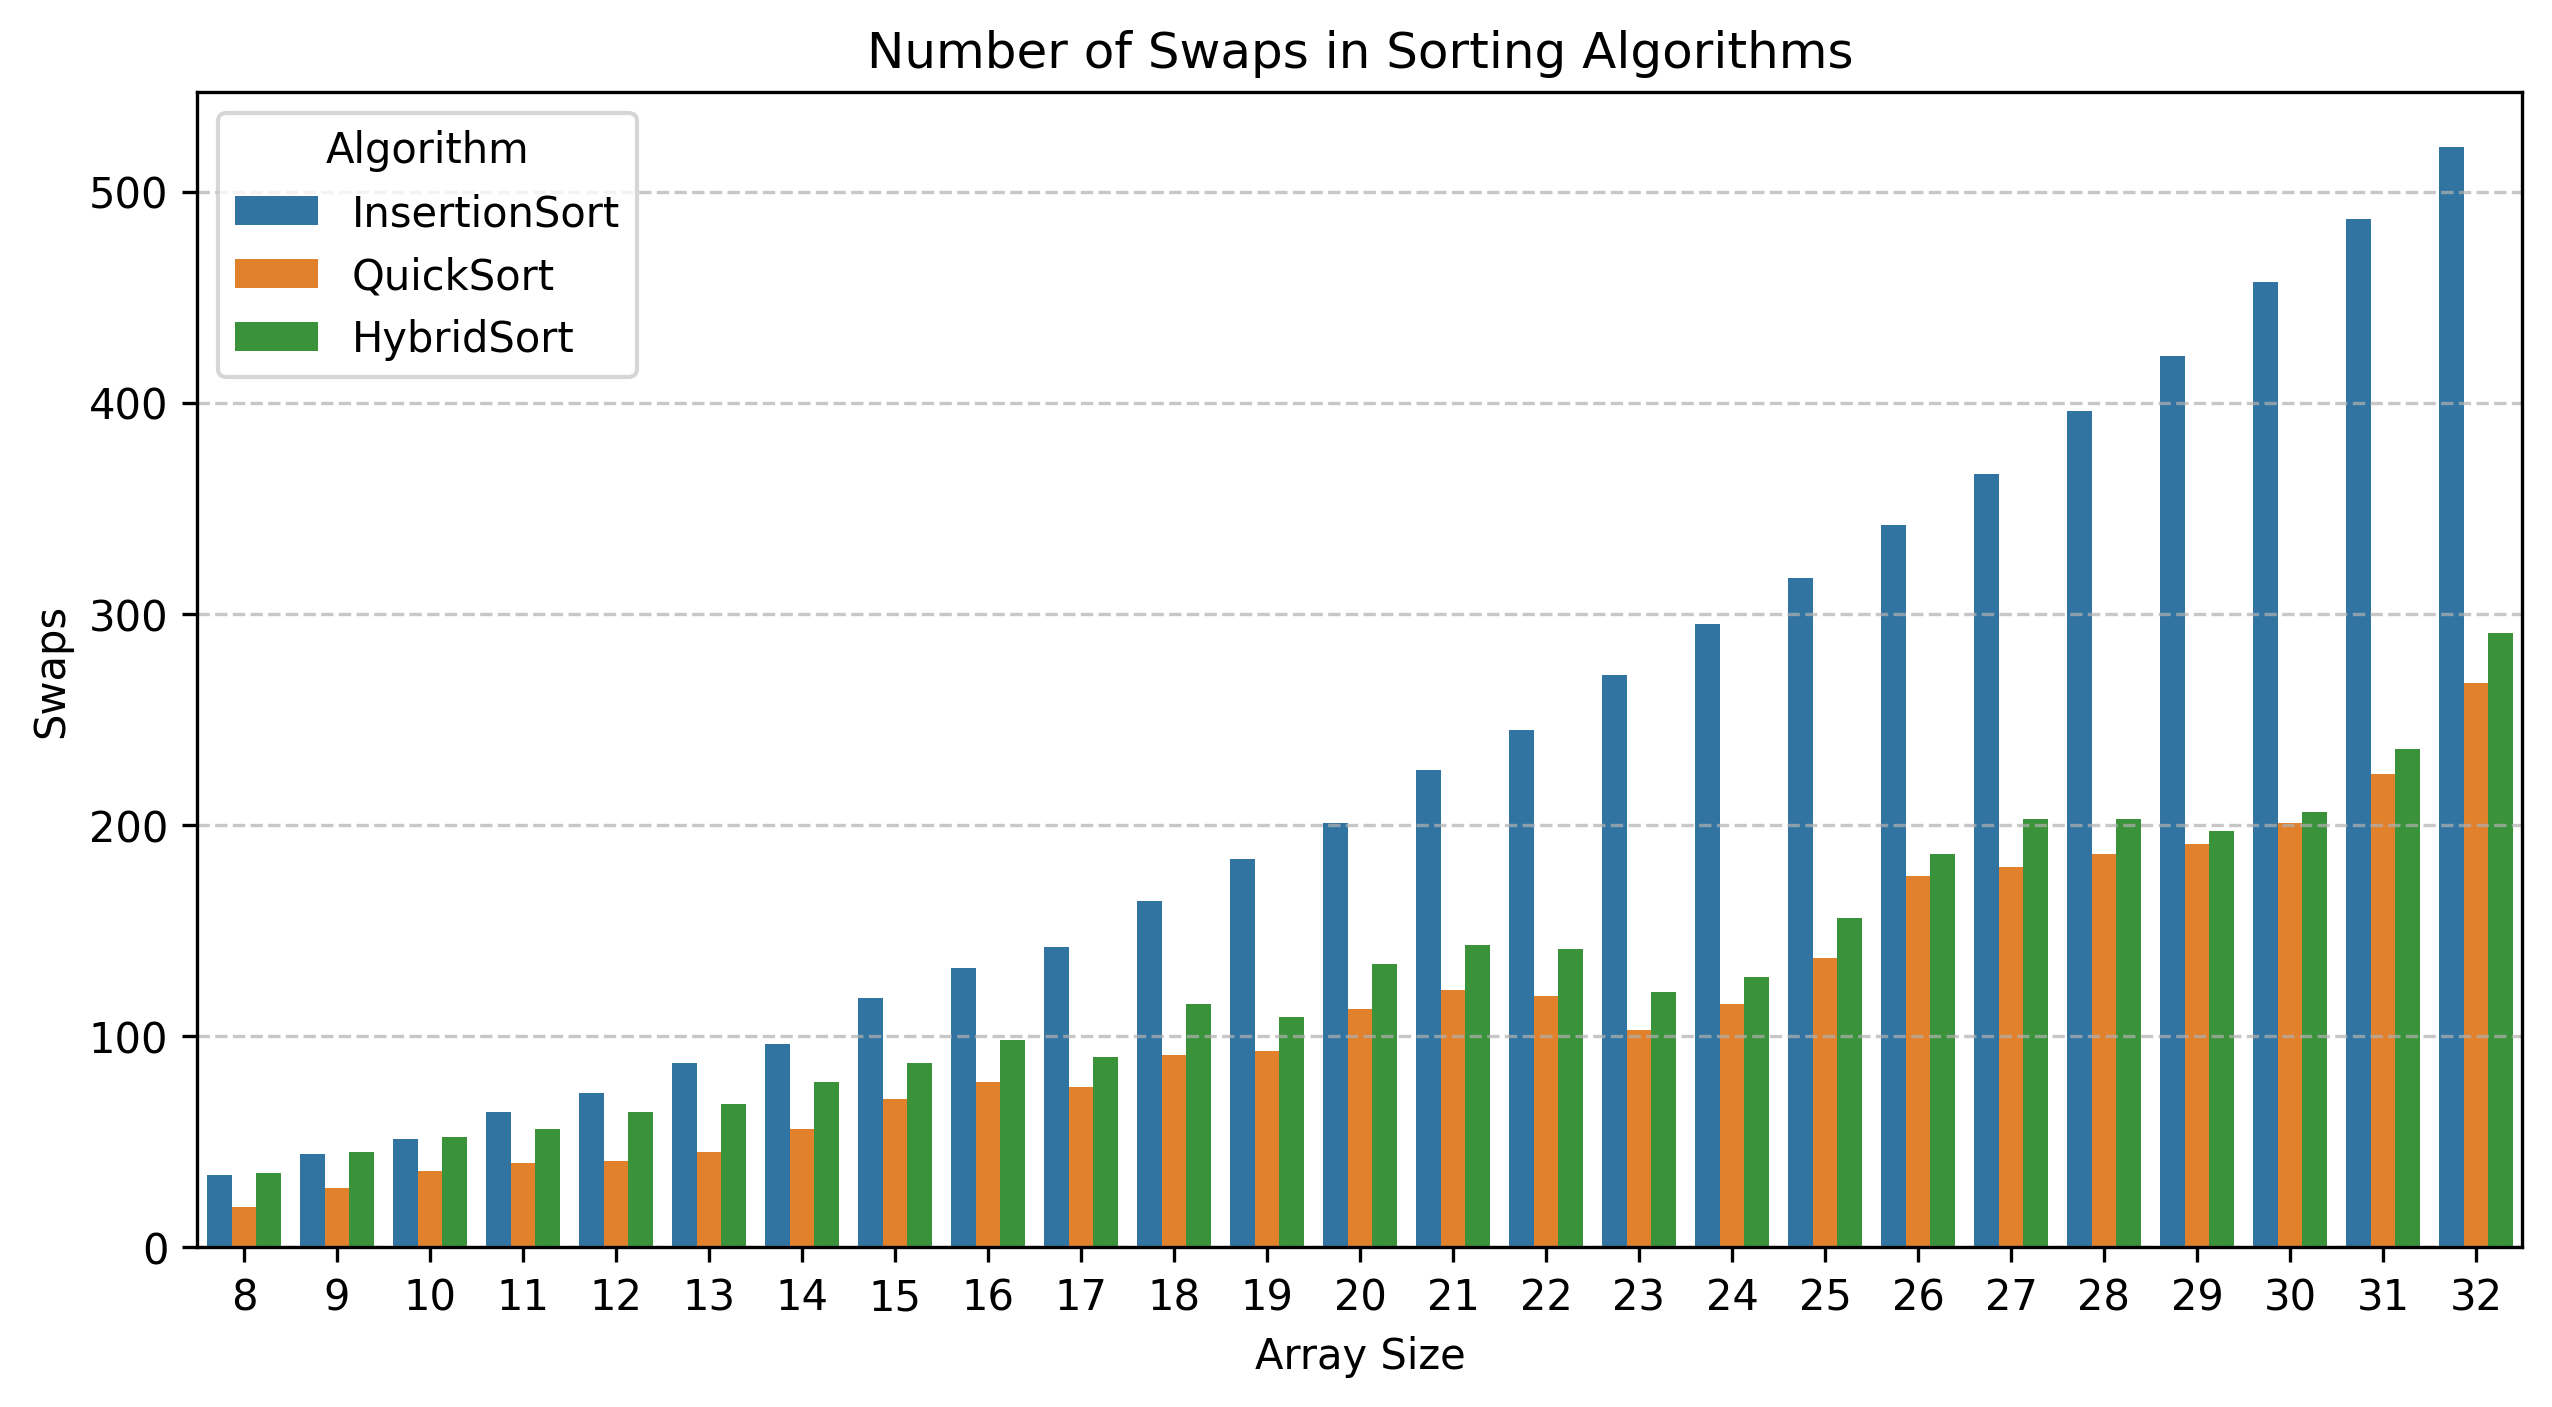 Number of Swaps in Sorting Algorithms
Algorithm
InsertionSort
QuickSort
HybridSort
500
400
300
200
100
0
Swaps
8 9 10 11 12 13 14 15 16 17 18 19 20 21 22 23 24 25 26 27 28 29 30 31 32
Array Size